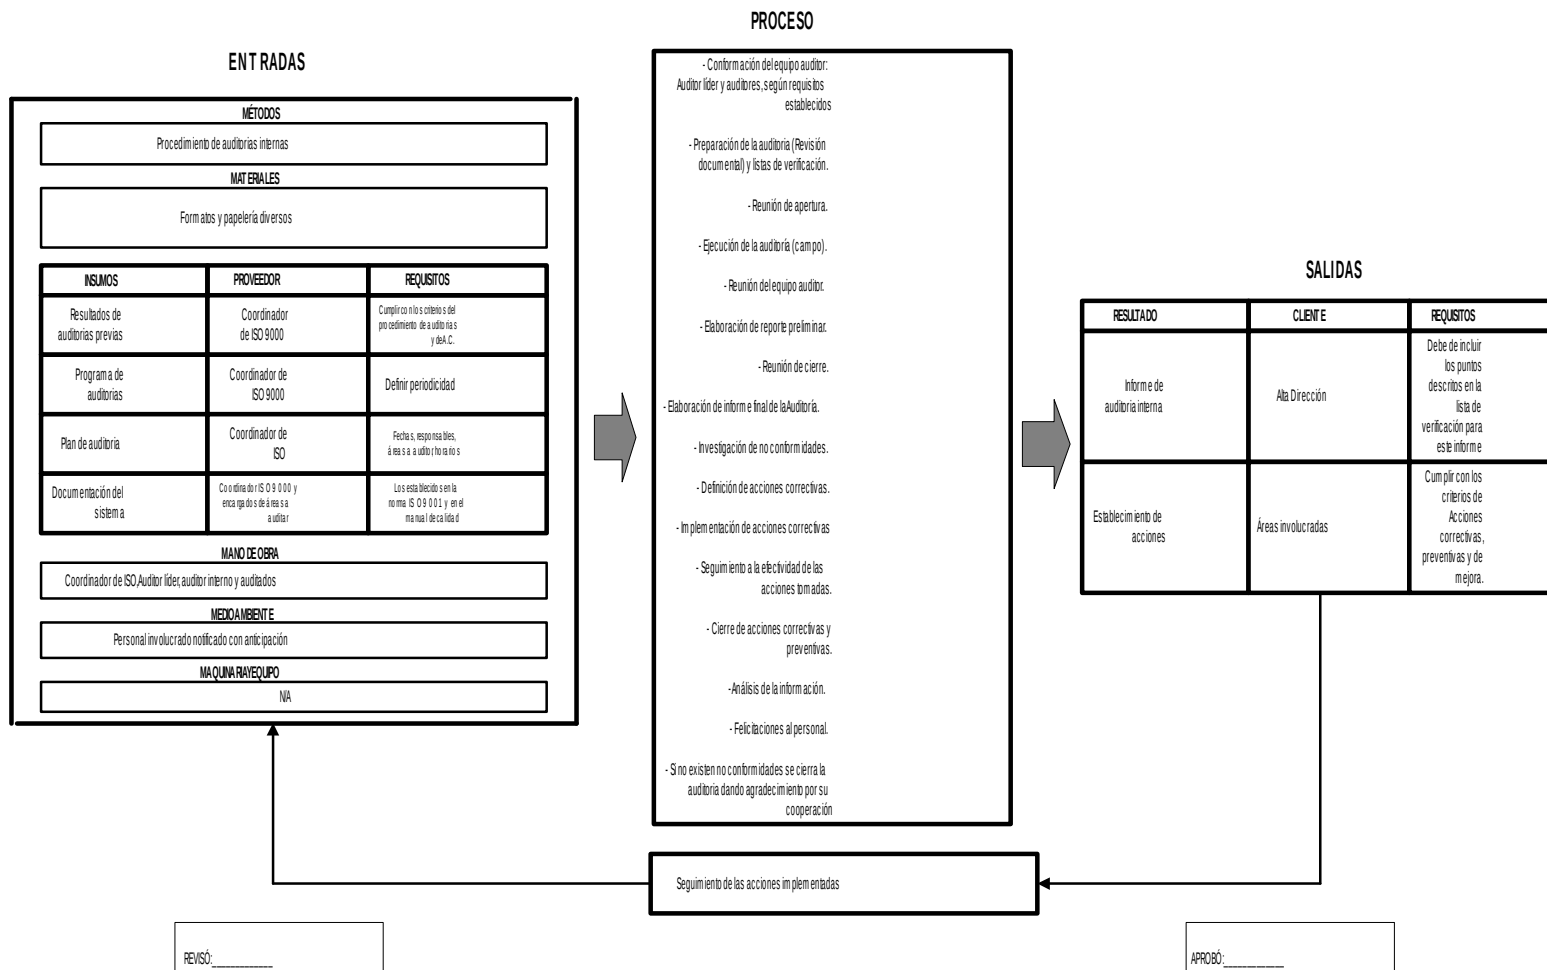 PROCESO
ENTRADAS
MÉTODOS
Procedimiento de auditorias internas
MATERIALES
Formatos y papelería diversos
INSUMOS
PROVEEDOR
REQUISITOS
Resultados de
auditorias previas
Coordinador
de ISO 9000
Cumplir con los criterios del
procedimiento de auditorias
y de A.C.
Programa de
auditorias
Coordinador de
ISO 9000
Definir periodicidad
Plan de auditoria
Coordinador de
ISO
Fechas, responsables,
áreas a auditor, horarios
Documentación del
sistema
Coordinador ISO 9000 y
encargados de áreas a
auditar
Los establecidos en la
norma ISO 9001 y en el
manual de calidad
MANO DE OBRA
Coordinador de ISO, Auditor líder, auditor interno y auditados
MEDIO AMBIENTE
Personal involucrado notificado con anticipación
MAQUINARIA Y EQUIPO
N/A
- Conformación del equipo auditor:
Auditor líder y auditores, según requisitos
establecidos
- Preparación de la auditoria (Revisión
documental) y listas de verificación.
- Reunión de apertura.
- Ejecución de la auditoría (campo).
- Reunión del equipo auditor.
- Elaboración de reporte preliminar.
- Reunión de cierre.
- Elaboración de informe final de la Auditoría.
- Investigación de no conformidades.
- Definición de acciones correctivas.
- Implementación de acciones correctivas
- Seguimiento a la efectividad de las
acciones tomadas.
- Cierre de acciones correctivas y
preventivas.
- Análisis de la información.
- Felicitaciones al personal.
- Si no existen no conformidades se cierra la
auditoria dando agradecimiento por su
cooperación
SALIDAS
RESULTADO
CLIENTE
REQUISITOS
Informe de
auditoria interna
Alta Dirección
Debe de incluir
los puntos
descritos en la
lista de
verificación para
este informe
Establecimiento de
acciones
Áreas involucradas
Cumplir con los
criterios de
Acciones
correctivas,
preventivas y de
mejora.
Seguimiento de las acciones implementadas
REVISÓ:_____________
APROBÓ:_____________